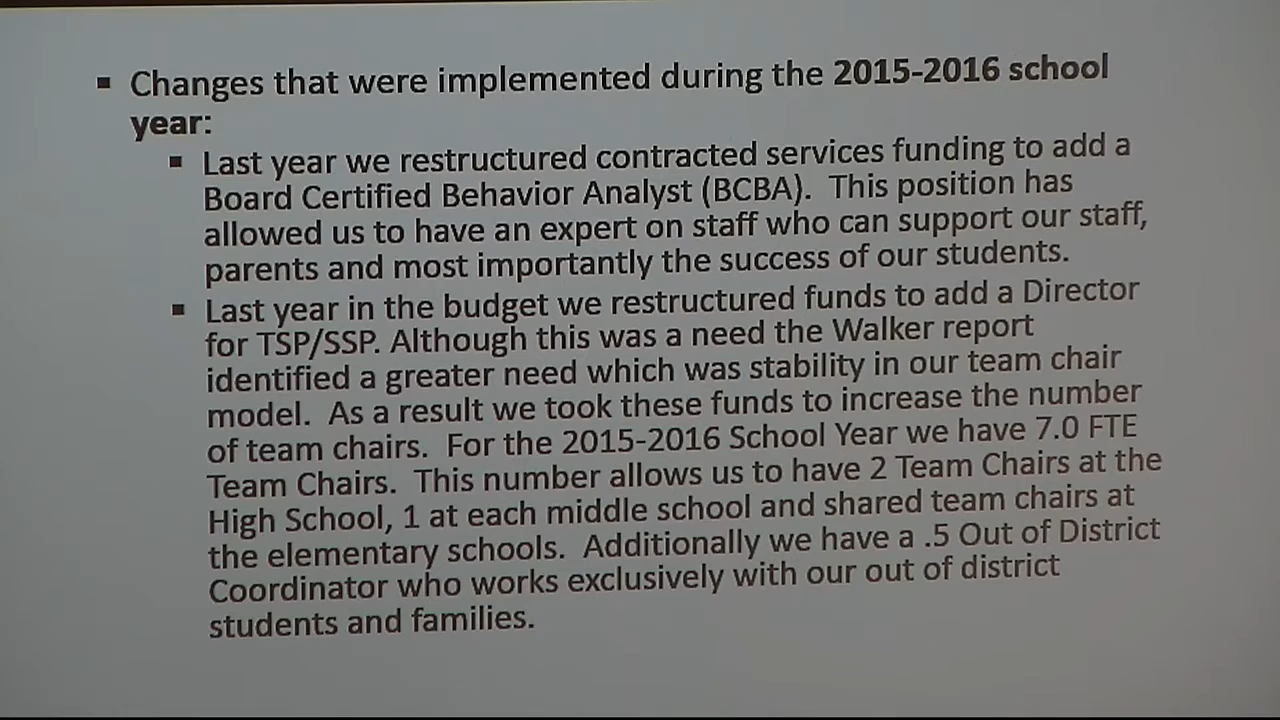 ▪ Changes that were implemented during the 2015-2016 school
year:
▪ Last year we restructured contracted services funding to add a
Board Certified Behavior Analyst (BCBA).  This position has
allowed us to have an expert on staff who can support our staff,
parents and most importantly the success of our students.
▪ Last year in the budget we restructured funds to add a Director
for TSP/SSP. Although this was a need the Walker report
identified a greater need which was stability in our team chair
model.  As a result we took these funds to increase the number
of team chairs.  For the 2015-2016 School Year we have 7.0 FTE
Team Chairs.  This number allows us to have 2 Team Chairs at the
High School, 1 at each middle school and shared team chairs at
the elementary schools.  Additionally we have a .5 Out of District
Coordinator who works exclusively with our out of district
students and families.